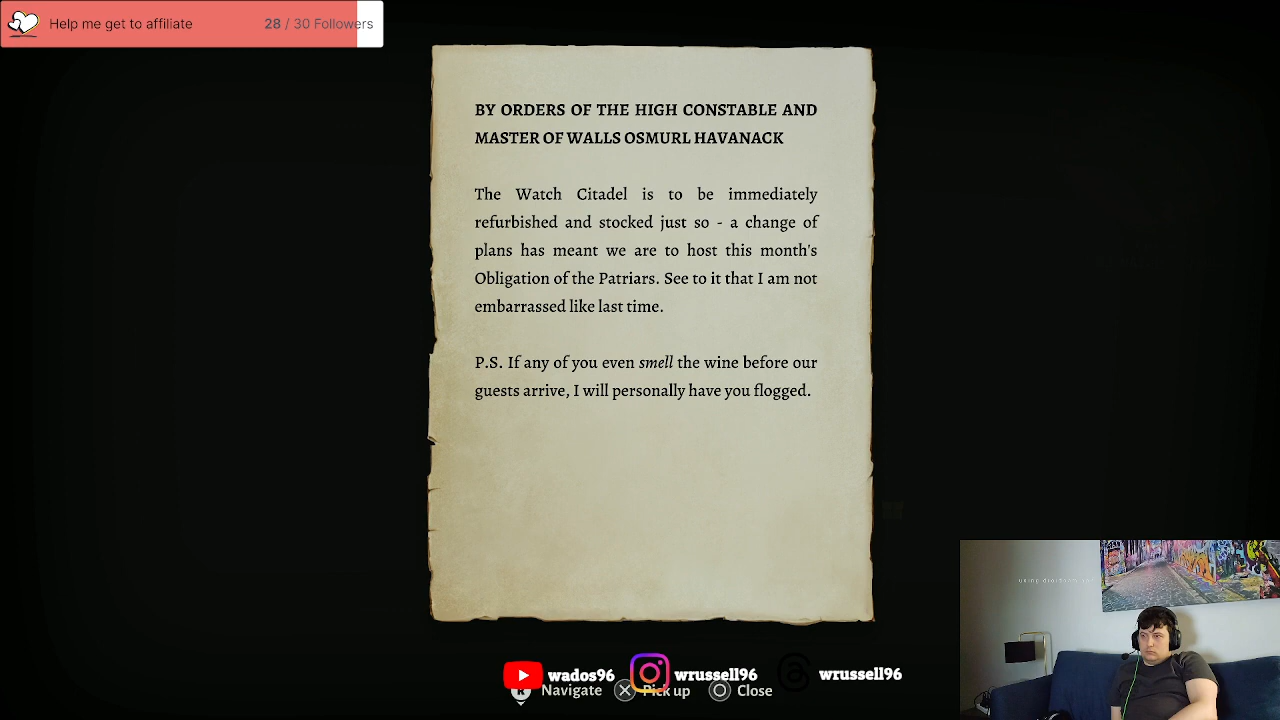 Help me get to affiliate 28 / 30 Followers
BY ORDERS OF THE HIGH CONSTABLE AND
MASTER OF WALLS OSMURL HAVANACK
The Watch Citadel is to be immediately
refurbished and stocked just so - a change of
plans has meant we are to host this month's
Obligation of the Patriars. See to it that I am not
embarrassed like last time.
P.S. If any of you even smell the wine before our
guests arrive, I will personally have you flogged.
wados96 wrussell96 wrussell96
R Navigate Pick up Close